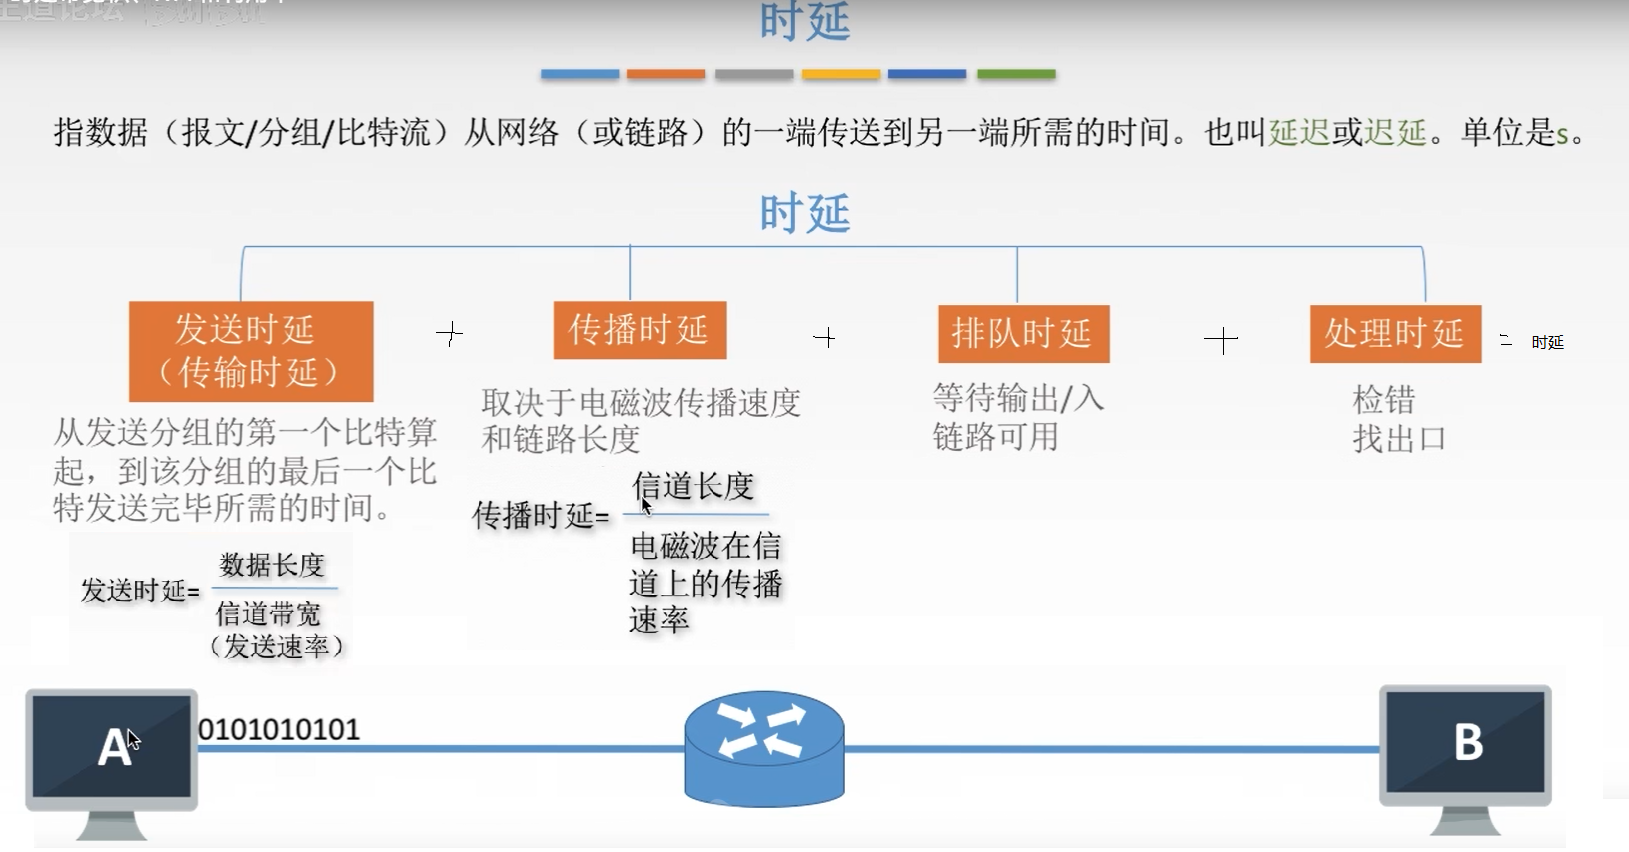 王道论坛
时延
指数据（报文/分组/比特流）从网络（或链路）的一端传送到另一端所需的时间。也叫延迟或迟延。单位是s。
时延
发送时延
（传输时延）
+
传播时延
+
排队时延
+
处理时延
=
时延
从发送分组的第一个比特算
起，到该分组的最后一个比
特发送完毕所需的时间。
取决于电磁波传播速度
和链路长度
等待输出/入
链路可用
检错
找出口
发送时延=
数据长度
信道带宽
（发送速率）
传播时延=
信道长度
电磁波在信
道上的传播
速率
A
0101010101
B